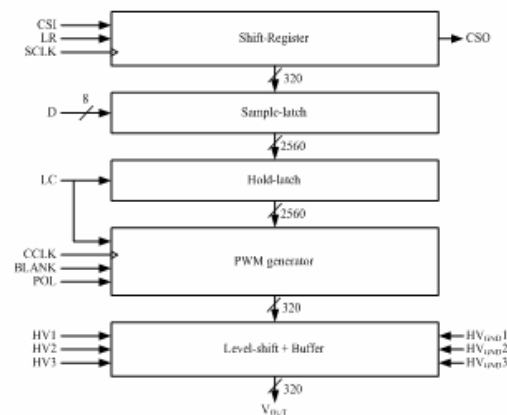 CSI
LR
SCLK
Shift-Register
CSO
320
D
8
Sample-latch
2560
LC
Hold-latch
2560
CCLK
BLANK
POL
PWM generator
320
HV1
HV2
HV3
Level-shift + Buffer
HVGND1
HVGND2
HVGND3
320
VOUT